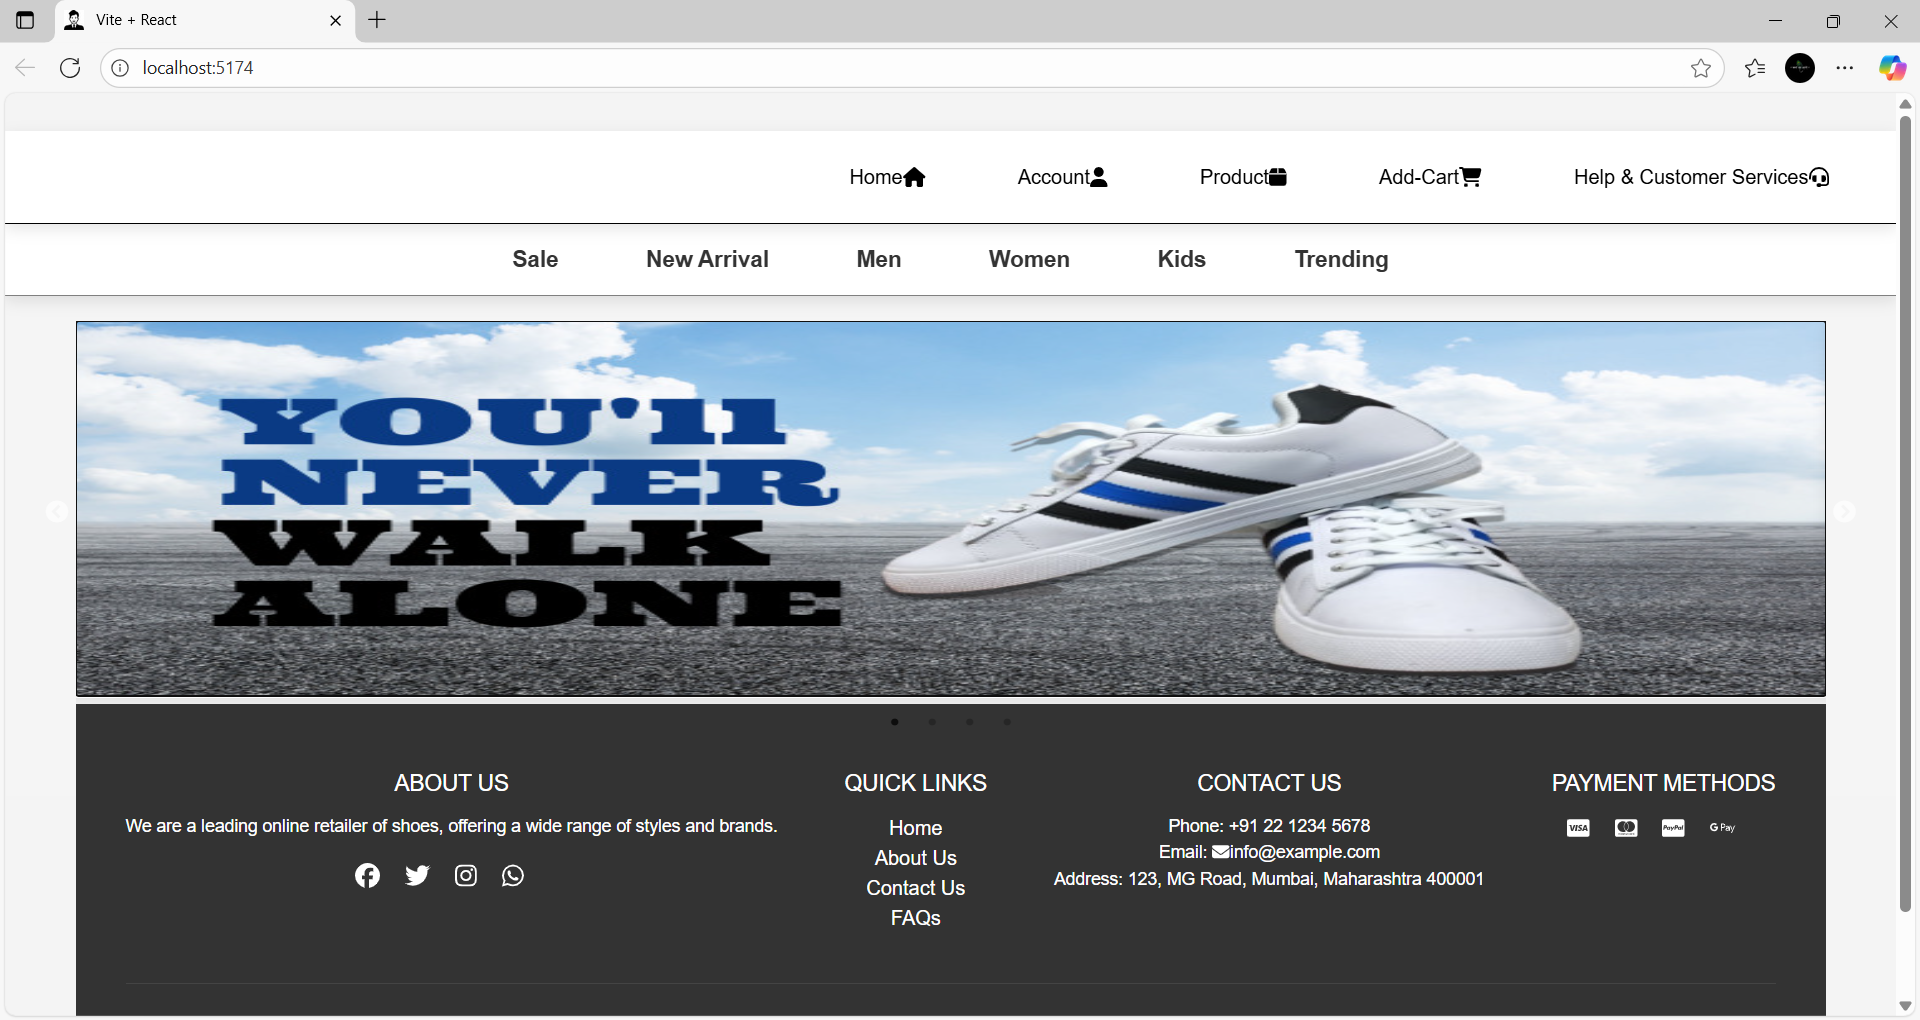 Vite + React
localhost:5174
Home Account Product Add-Cart Help & Customer Services
Sale New Arrival Men Women Kids Trending
YOU'll
NEVER
WALK
ALONE
ABOUT US
We are a leading online retailer of shoes, offering a wide range of styles and brands.
QUICK LINKS
Home
About Us
Contact Us
FAQs
CONTACT US
Phone: +91 22 1234 5678
Email: info@example.com
Address: 123, MG Road, Mumbai, Maharashtra 400001
PAYMENT METHODS
VISA PayPal G Pay